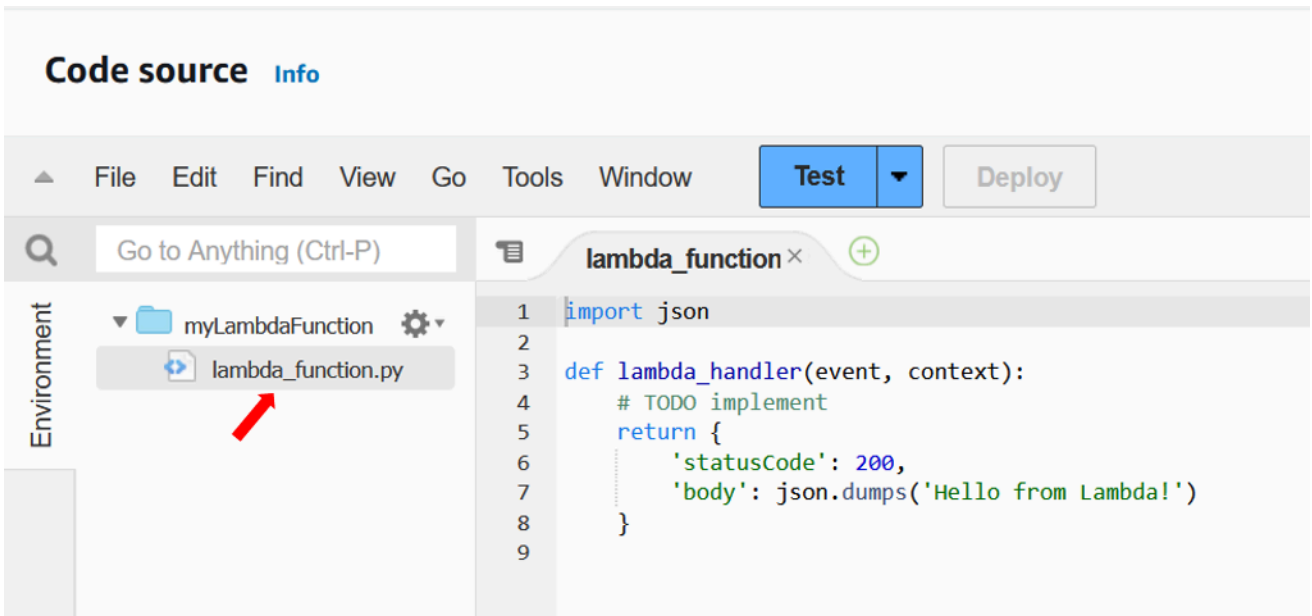 Code source Info
File Edit Find View Go Tools Window Test Deploy
Go to Anything (Ctrl-P)
lambda_function
Environment
myLambdaFunction
lambda_function.py
1 import json
2
3 def lambda_handler(event, context):
4     # TODO implement
5     return {
6         'statusCode': 200,
7         'body': json.dumps('Hello from Lambda!')
8     }
9